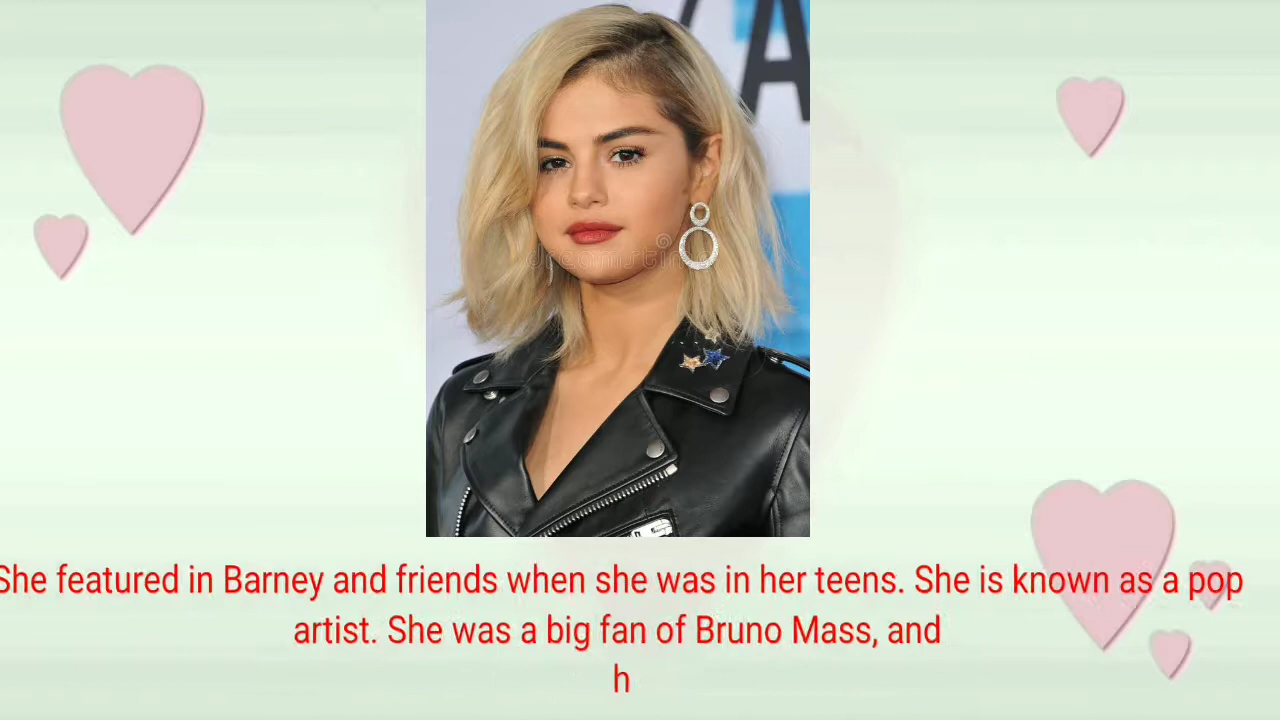 A
dreamstime
She featured in Barney and friends when she was in her teens. She is known as a pop
artist. She was a big fan of Bruno Mass, and
h